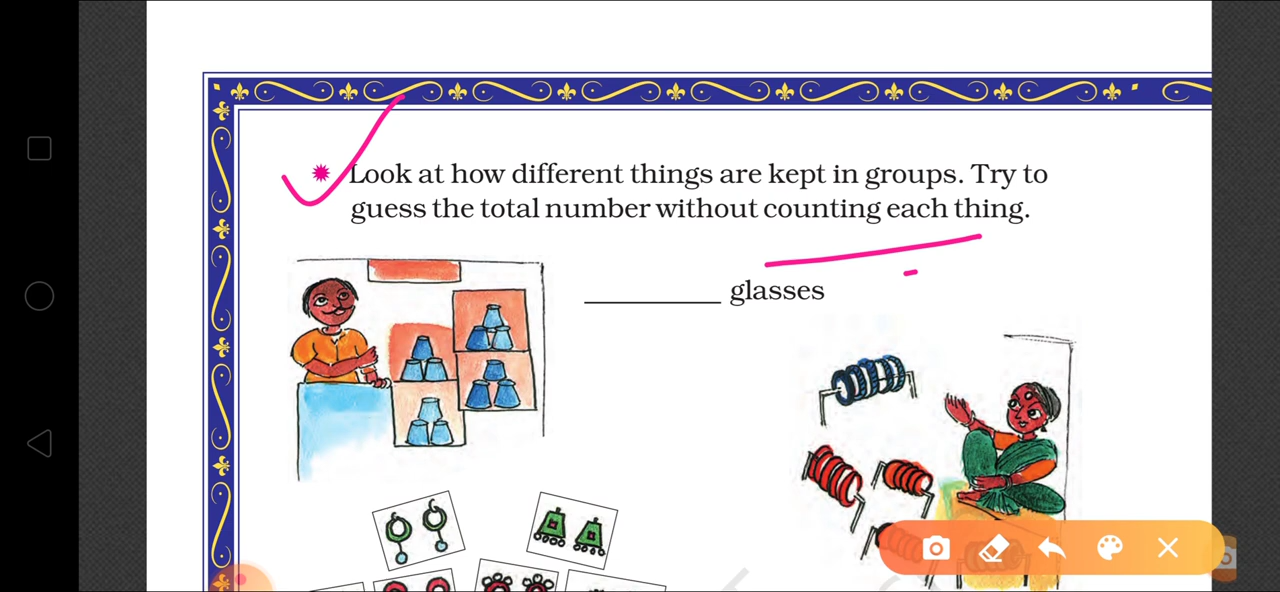 Look at how different things are kept in groups. Try to
guess the total number without counting each thing.
________ glasses